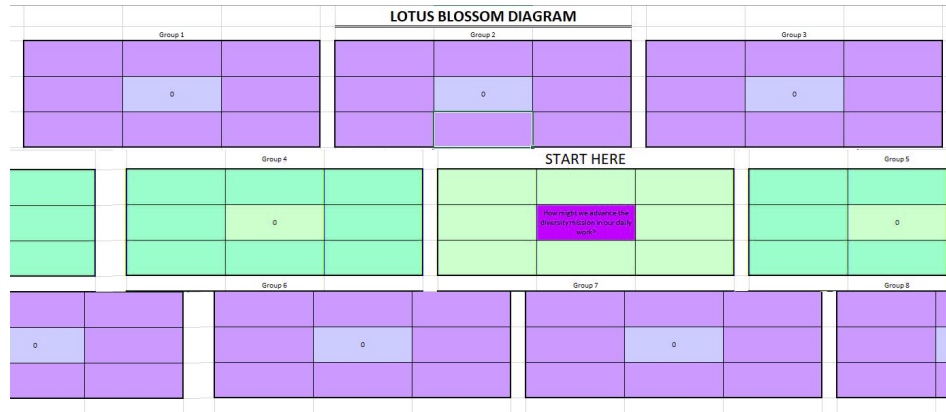 LOTUS BLOSSOM DIAGRAM
Group 1
Group 2
Group 3
0
0
0
Group 4
START HERE
Group 5
0
How might we advance the
diversity mission in our daily
work?
0
Group 6
Group 7
Group 8
0
0
0